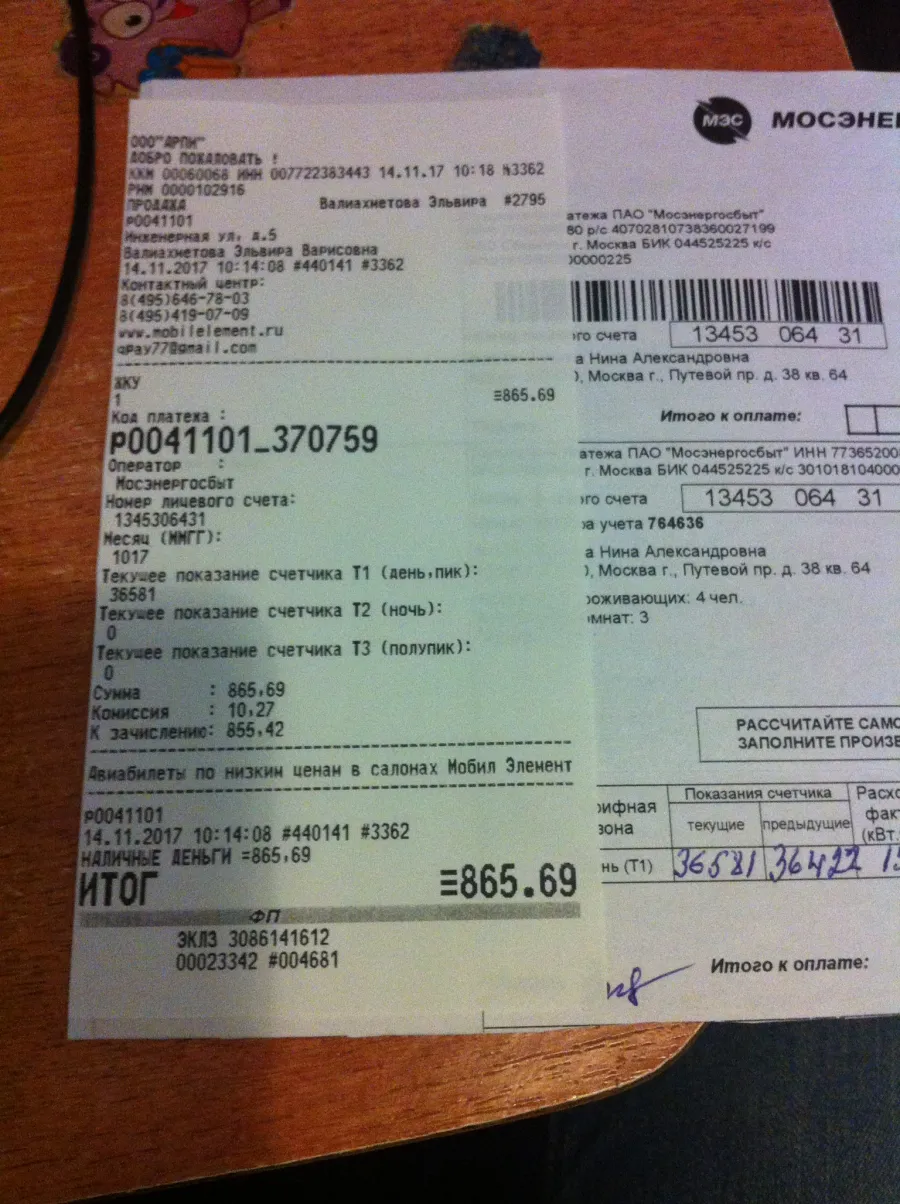 ООО"АРПИ"
ДОБРО ПОЖАЛОВАТЬ !
ККМ 00060068 ИНН 007722383443 14.11.17 10:18 №3362
РНМ 0000102916
ПРОДАЖА Валиахметова Эльвира #2795
p0041101
Инженерная ул, д.5
Валиахметова Эльвира Варисовна
14.11.2017 10:14:08 #440141 #3362
Контактный центр:
8(495)646-78-03
8(495)419-07-09
www.mobilelement.ru
qpay77@gmail.com
ЖКУ
1 ≡865.69
Код платежа :
p0041101_370759
Оператор :
Мосэнергосбыт
Номер лицевого счета:
1345306431
Месяц (ММГГ):
1017
Текущее показание счетчика Т1 (день,пик):
36581
Текущее показание счетчика Т2 (ночь):
0
Текущее показание счетчика Т3 (полупик):
0
Сумма : 865,69
Комиссия : 10,27
К зачислению: 855,42
Авиабилеты по низким ценам в салонах Мобил Элемент
p0041101
14.11.2017 10:14:08 #440141 #3362
НАЛИЧНЫЕ ДЕНЬГИ =865,69
ИТОГ ≡865.69
ФП
ЭКЛЗ 3086141612
00023342 #004681
МЭС МОСЭНЕ
атежа ПАО "Мосэнергосбыт"
80 р/с 40702810738360027199
г. Москва БИК 044525225 к/с
00000225
го счета 13453 064 31
а Нина Александровна
), Москва г., Путевой пр. д. 38 кв. 64
Итого к оплате:
атежа ПАО "Мосэнергосбыт" ИНН 77365200
г. Москва БИК 044525225 к/с 301018104000
го счета 13453 064 31
ра учета 764636
а Нина Александровна
), Москва г., Путевой пр. д. 38 кв. 64
роживающих: 4 чел.
омнат: 3
РАССЧИТАЙТЕ САМО
ЗАПОЛНИТЕ ПРОИЗВ
рифная Показания счетчика Расхо
зона текущие предыдущие фак
(кВт.
нь (Т1) 36581 36422 15
Итого к оплате: